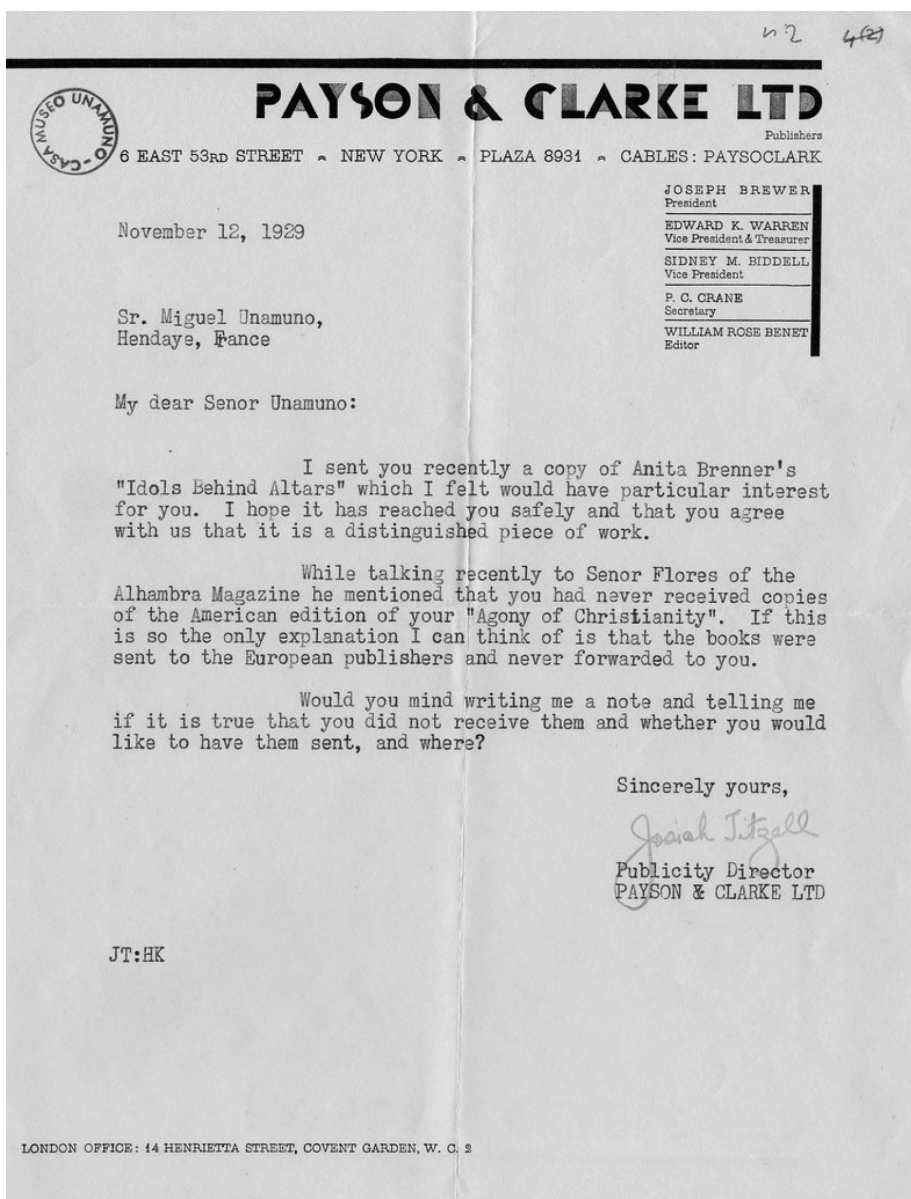 n:2 4(2)
PAYSON & CLARKE LTD
Publishers
CASA MUSEO UNAMUNO
6 EAST 53RD STREET NEW YORK PLAZA 8931 CABLES: PAYSOCLARK
JOSEPH BREWER
President
EDWARD K. WARREN
Vice President & Treasurer
SIDNEY M. BIDDELL
Vice President
P. C. CRANE
Secretary
WILLIAM ROSE BENET
Editor
November 12, 1929
Sr. Miguel Unamuno,
Hendaye, France
My dear Senor Unamuno:
I sent you recently a copy of Anita Brenner's
"Idols Behind Altars" which I felt would have particular interest
for you. I hope it has reached you safely and that you agree
with us that it is a distinguished piece of work.
While talking recently to Senor Flores of the
Alhambra Magazine he mentioned that you had never received copies
of the American edition of your "Agony of Christianity". If this
is so the only explanation I can think of is that the books were
sent to the European publishers and never forwarded to you.
Would you mind writing me a note and telling me
if it is true that you did not receive them and whether you would
like to have them sent, and where?
Sincerely yours,
Josiah Titzell
Publicity Director
PAYSON & CLARKE LTD
JT:HK
LONDON OFFICE: 14 HENRIETTA STREET, COVENT GARDEN, W. C. 2